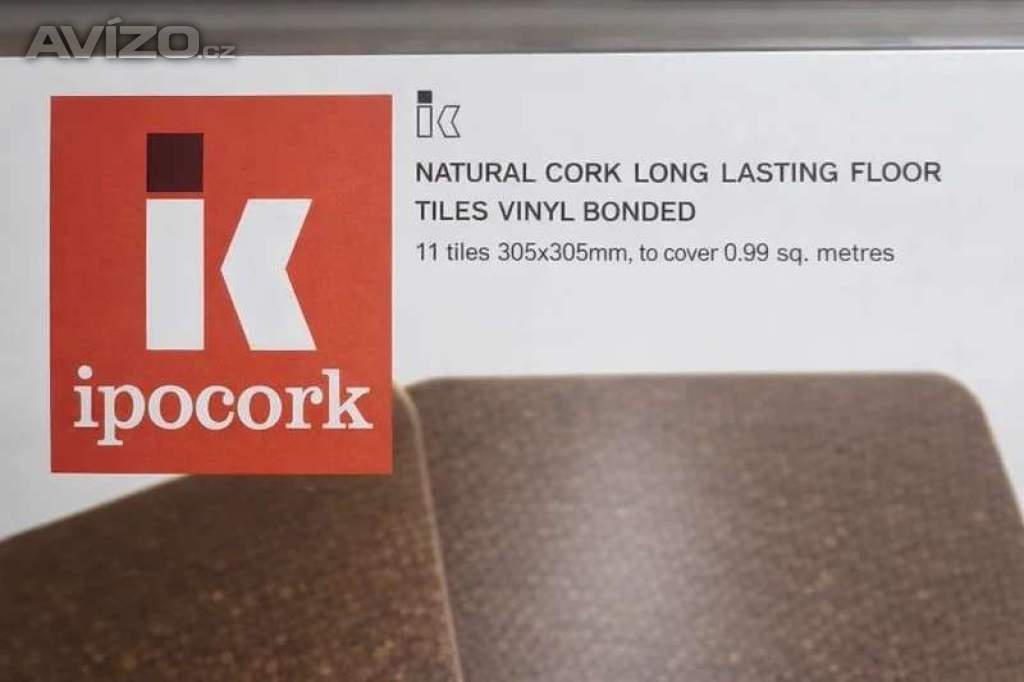 AVÍZO.cz
ik
NATURAL CORK LONG LASTING FLOOR
TILES VINYL BONDED
11 tiles 305x305mm, to cover 0.99 sq. metres
ik
ipocork